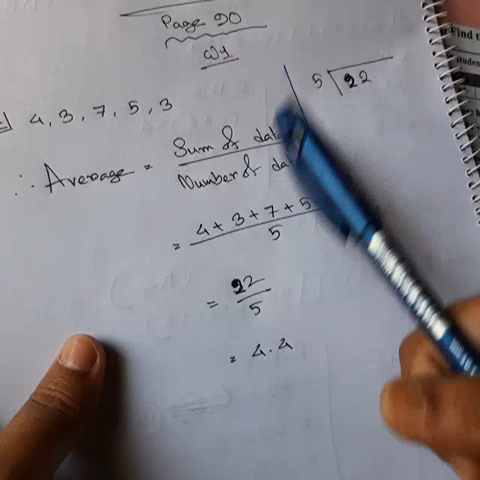 Page 90
Q1
4, 3, 7, 5, 3
5 22
∴ Average = Sum of data
Number of
= 4 + 3 + 7 + 5
5
= 22
5
= 4.4
Find t